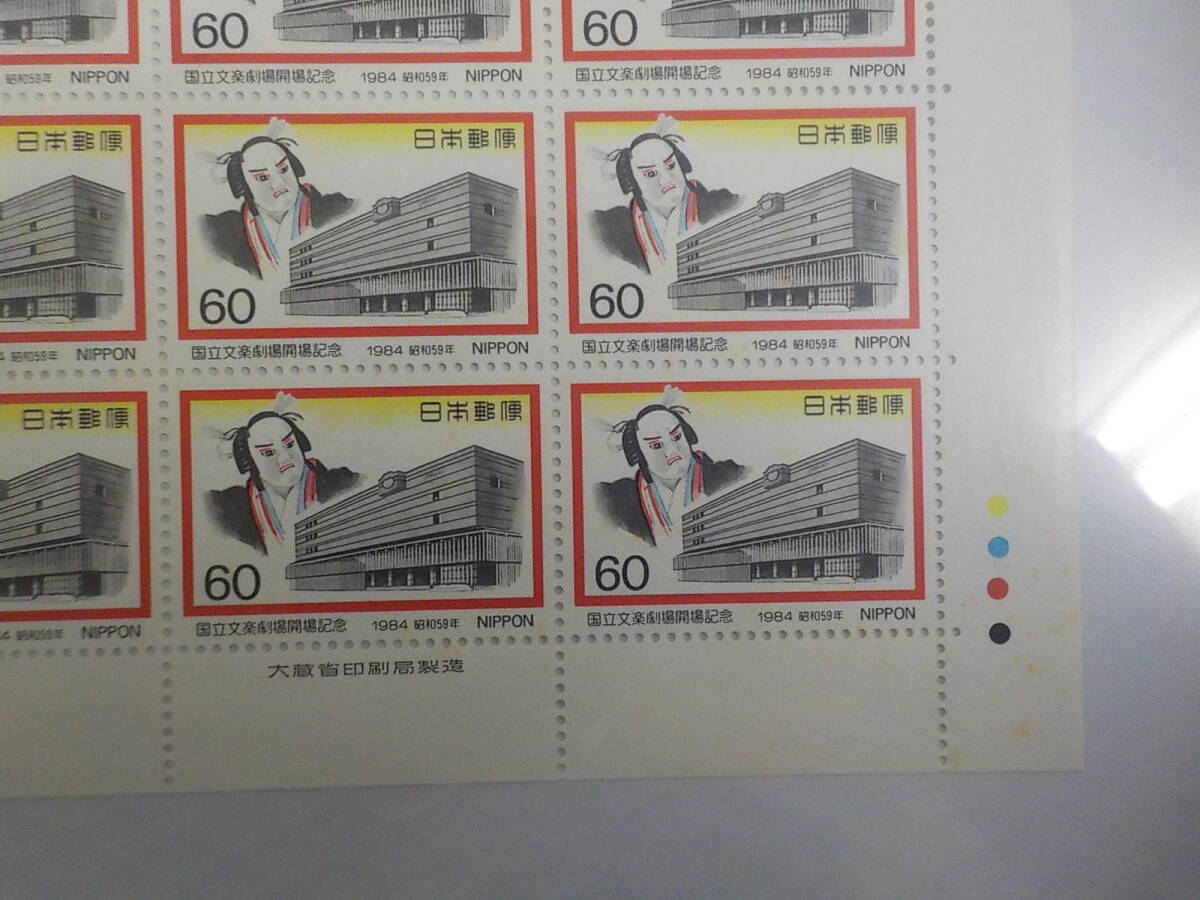 60 60
昭和59年 NIPPON 国立文楽劇場開場記念 1984 昭和59年 NIPPON 国立文楽劇場開場記念 1984 昭和59年 NIPPON
日本郵便 日本郵便 日本郵便
60 60
4 昭和59年 NIPPON 国立文楽劇場開場記念 1984 昭和59年 NIPPON 国立文楽劇場開場記念 1984 昭和59年 NIPPON
日本郵便 日本郵便 日本郵便
60 60
4 昭和59年 NIPPON 国立文楽劇場開場記念 1984 昭和59年 NIPPON 国立文楽劇場開場記念 1984 昭和59年 NIPPON
大蔵省印刷局製造